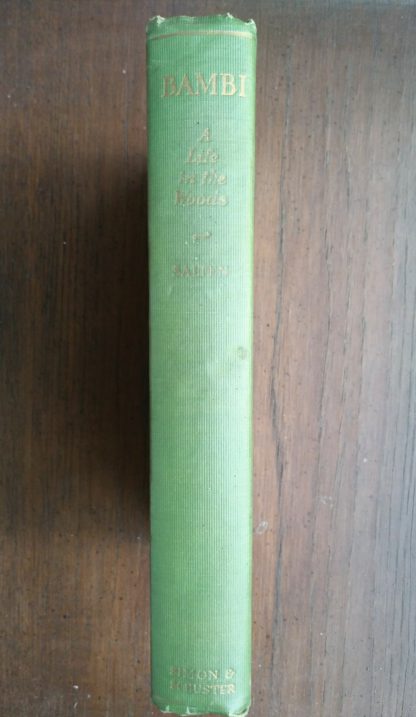 BAMBI
A
Life
in the
Woods
SALTEN
SIMON &
SCHUSTER